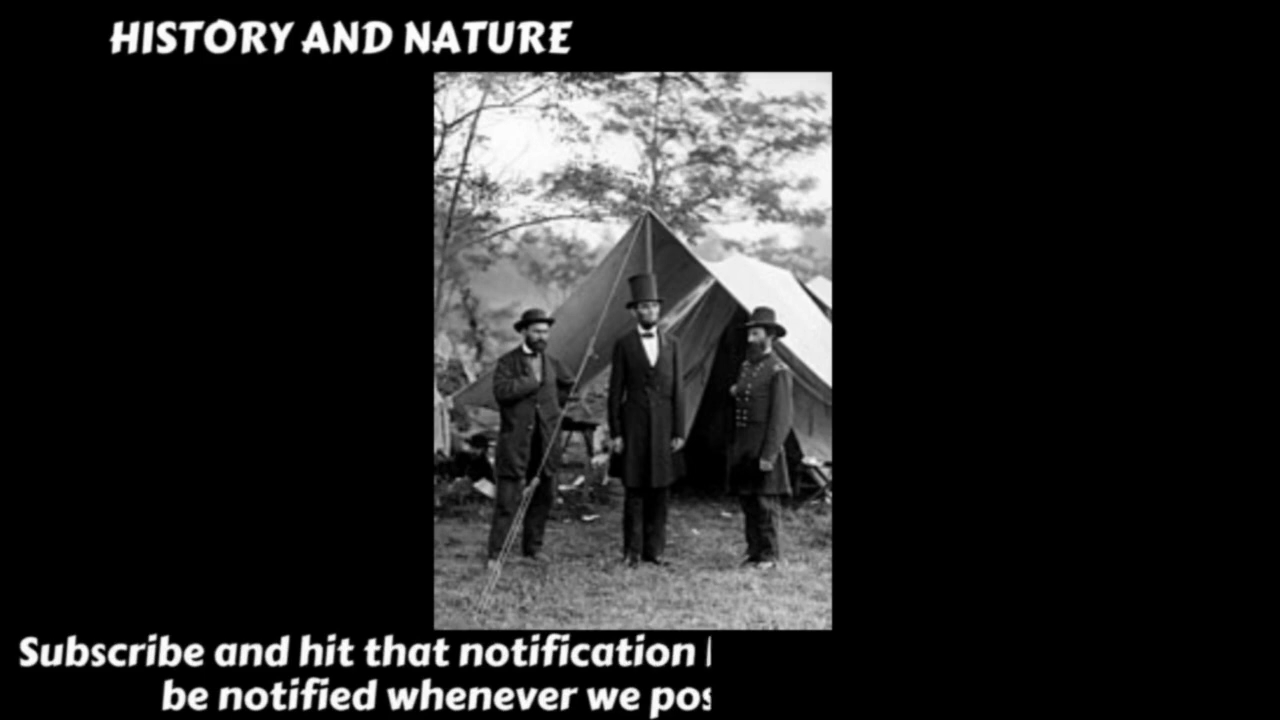 HISTORY AND NATURE
Subscribe and hit that notification
be notified whenever we pos